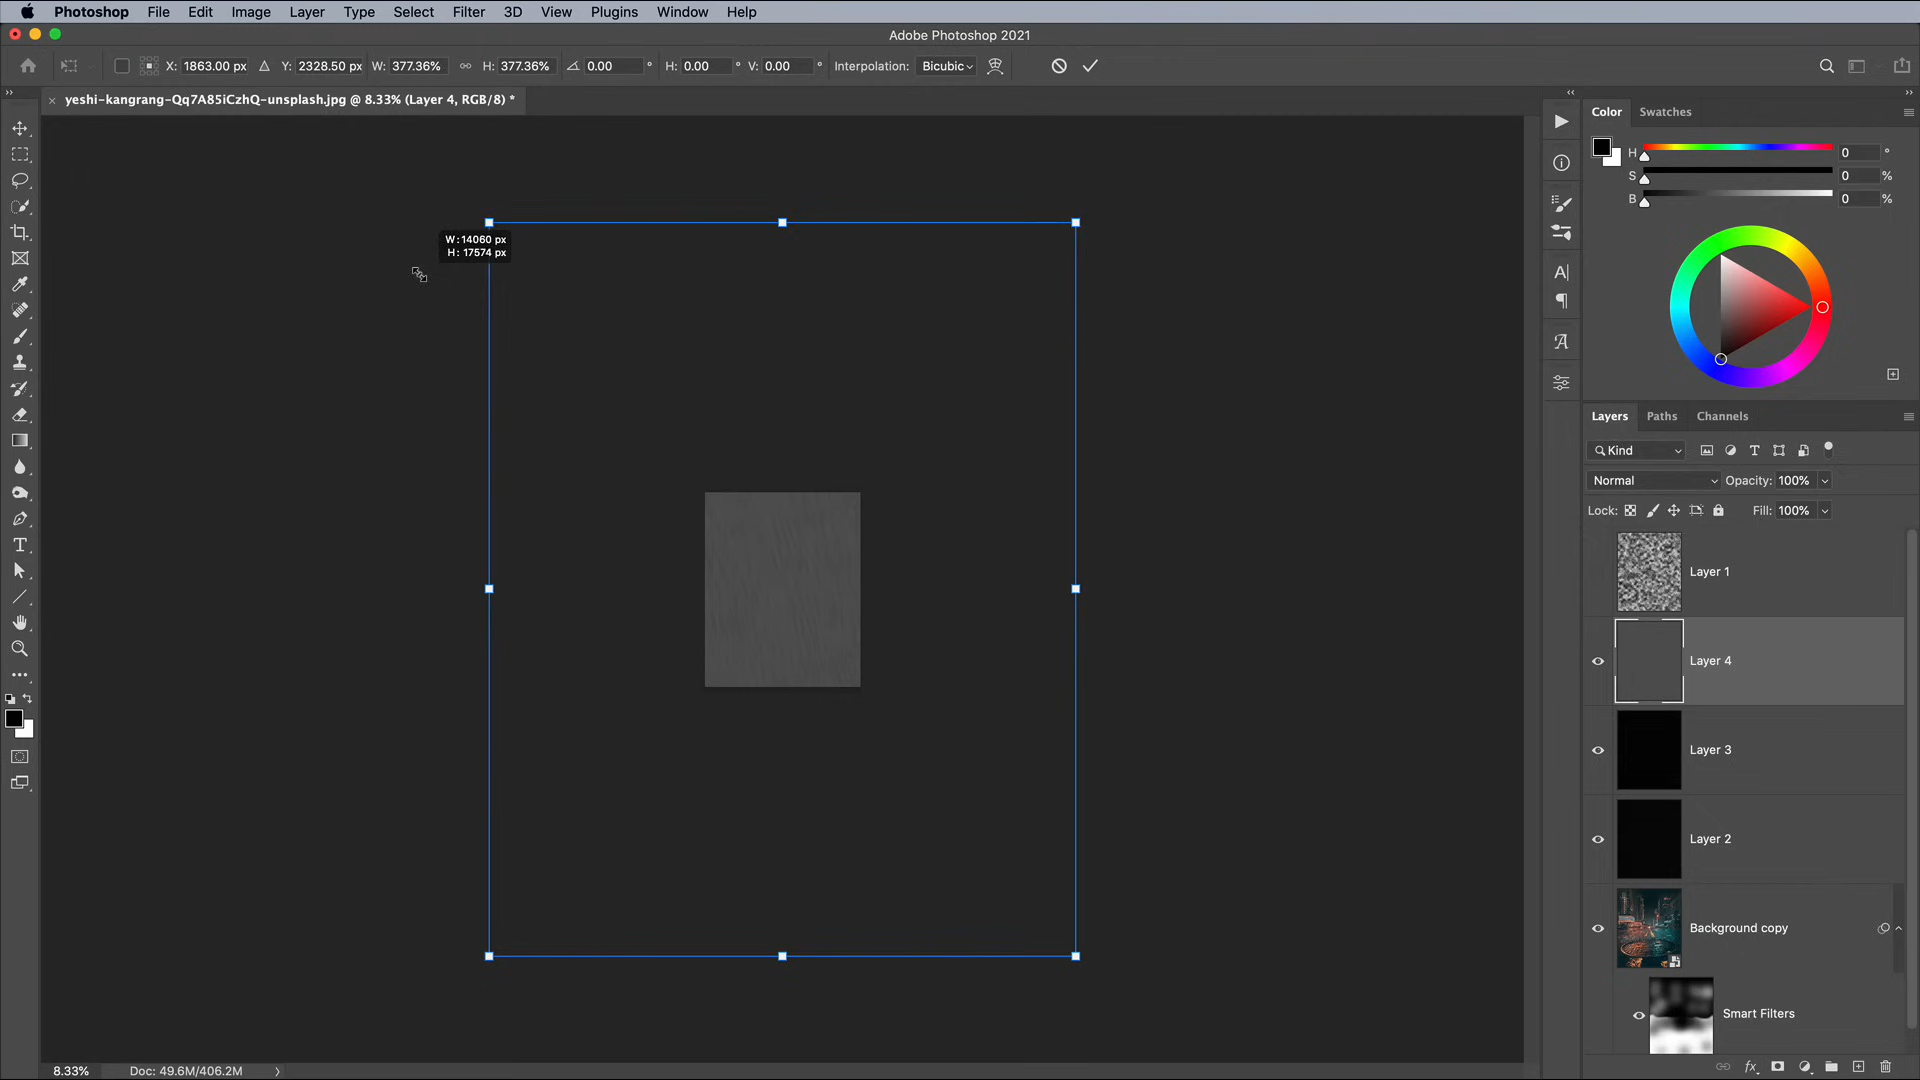 Photoshop File Edit Image Layer Type Select Filter 3D View Plugins Window Help
Adobe Photoshop 2021
X: 1863.00 px Y: 2328.50 px W: 377.36% H: 377.36% 0.00 ° H: 0.00 ° V: 0.00 ° Interpolation: Bicubic
yeshi-kangrang-Qq7A85iCzhQ-unsplash.jpg @ 8.33% (Layer 4, RGB/8) *
Color Swatches
H 0 °
S 0 %
B 0 %
W: 14060 px
H: 17574 px
Layers Paths Channels
Kind
Normal Opacity: 100%
Lock: Fill: 100%
Layer 1
Layer 4
Layer 3
Layer 2
Background copy
Smart Filters
8.33% Doc: 49.6M/406.2M